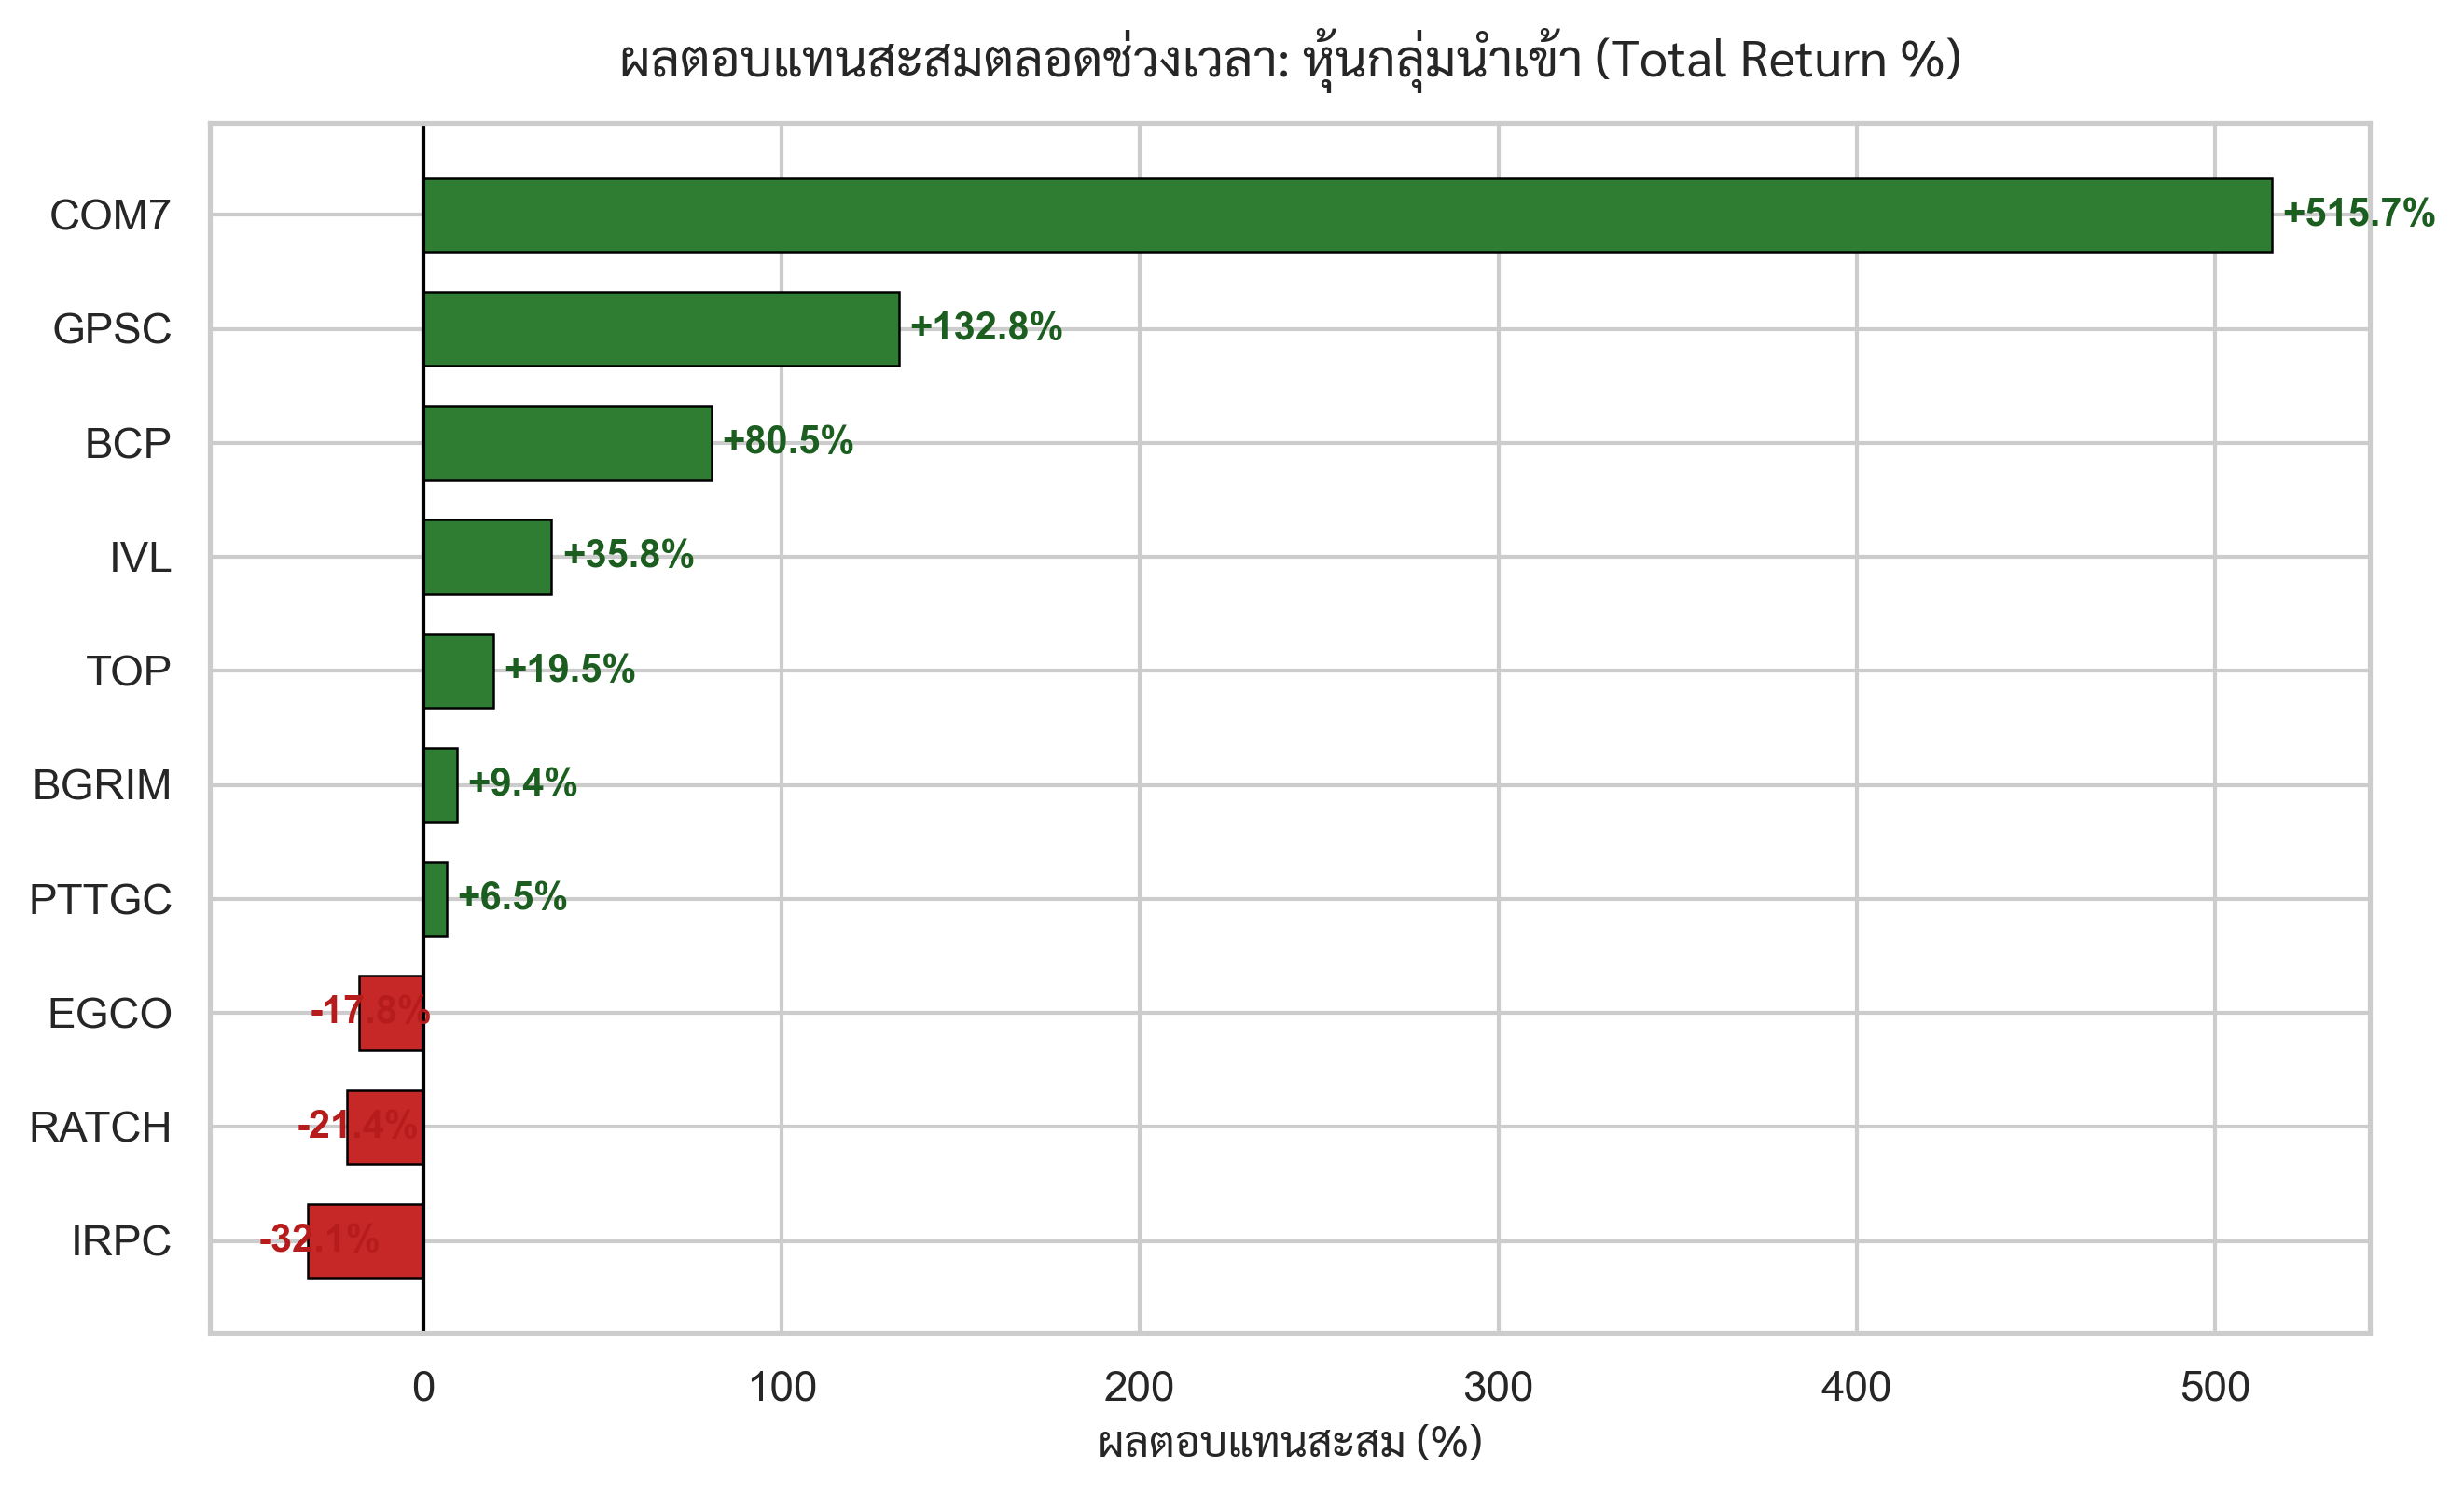 ผลตอบแทนสะสมตลอดช่วงเวลา: หุ้นกลุ่มนำเข้า (Total Return %)
COM7 +515.7%
GPSC +132.8%
BCP +80.5%
IVL +35.8%
TOP +19.5%
BGRIM +9.4%
PTTGC +6.5%
EGCO -17.8%
RATCH -21.4%
IRPC -32.1%
0 100 200 300 400 500
ผลตอบแทนสะสม (%)